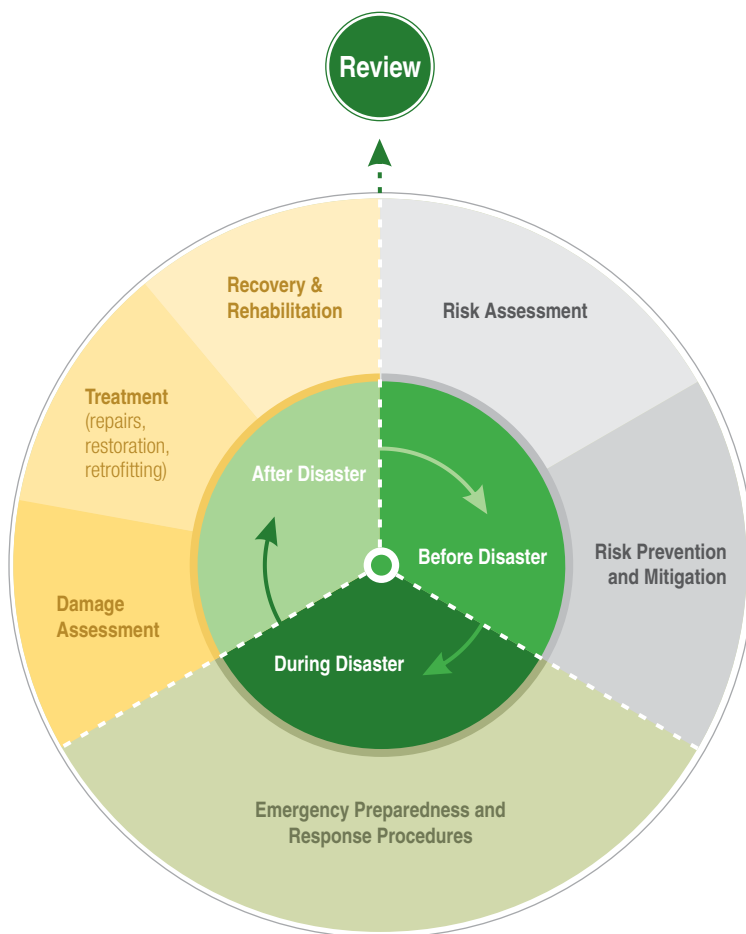 Review
Recovery &
Rehabilitation
Risk Assessment
Treatment
(repairs,
restoration,
retrofitting)
After Disaster
Before Disaster
Risk Prevention
and Mitigation
Damage
Assessment
During Disaster
Emergency Preparedness and
Response Procedures